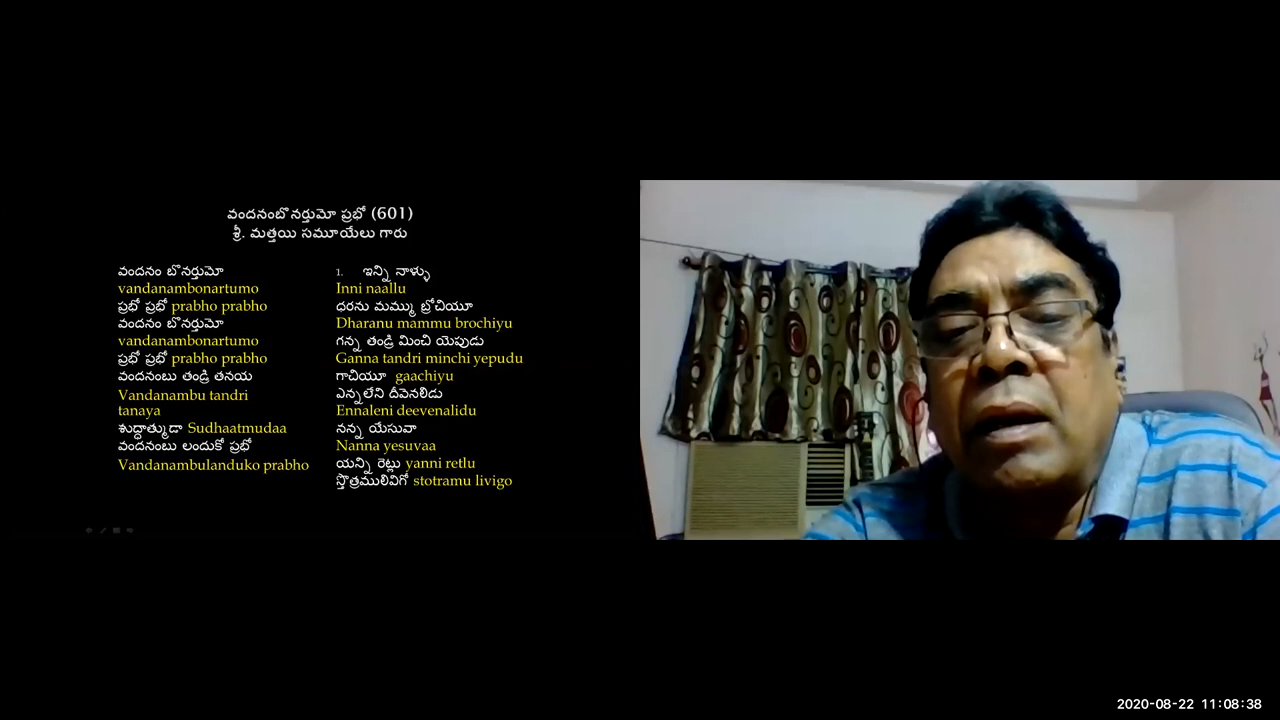 వందనంబొనర్తుమో ప్రభో (601)
శ్రీ. మత్తయి సమూయేలు గారు
వందనం బొనర్తుమో
vandanambonartumo
ప్రభో ప్రభో prabho prabho
వందనం బొనర్తుమో
vandanambonartumo
ప్రభో ప్రభో prabho prabho
వందనంబు తండ్రి తనయ
Vandanambu tandri
tanaya
శుద్ధాత్ముడా Sudhaatmudaa
వందనంబు లందుకో ప్రభో
Vandanambulanduko prabho
1. ఇన్ని నాళ్ళు
Inni naallu
ధరను మమ్ము బ్రోచియూ
Dharanu mammu brochiyu
గన్న తండ్రి మించి యెపుడు
Ganna tandri minchi yepudu
గాచియూ gaachiyu
ఎన్నలేని దీవెనలిడు
Ennaleni deevenalidu
నన్న యేసువా
Nanna yesuvaa
యన్ని రెట్లు yanni retlu
స్తొత్రములివిగో stotramu livigo
2020-08-22 11:08:38